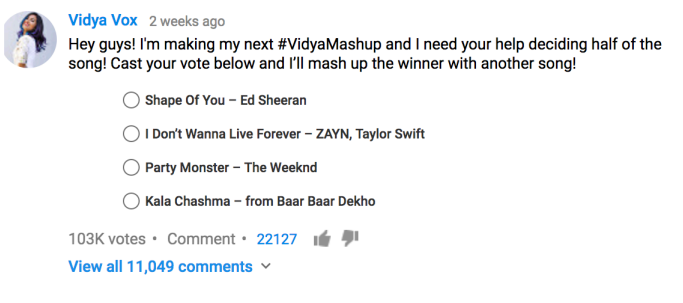 Vidya Vox 2 weeks ago
Hey guys! I'm making my next #VidyaMashup and I need your help deciding half of the
song! Cast your vote below and I'll mash up the winner with another song!
Shape Of You – Ed Sheeran
I Don't Wanna Live Forever – ZAYN, Taylor Swift
Party Monster – The Weeknd
Kala Chashma – from Baar Baar Dekho
103K votes • Comment • 22127
View all 11,049 comments